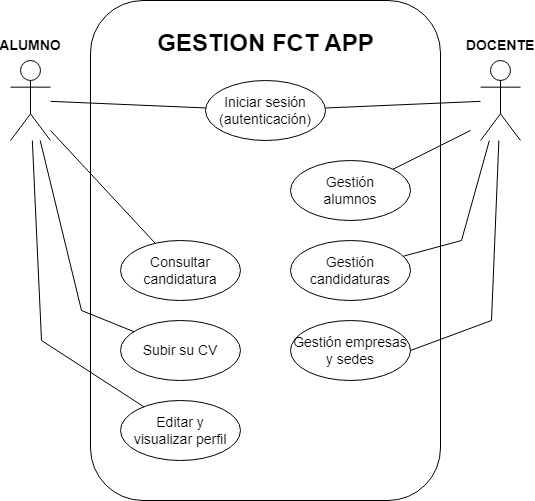 GESTION FCT APP
ALUMNO
DOCENTE
Iniciar sesión
(autenticación)
Gestión
alumnos
Consultar
candidatura
Gestión
candidaturas
Subir su CV
Gestión empresas
y sedes
Editar y
visualizar perfil